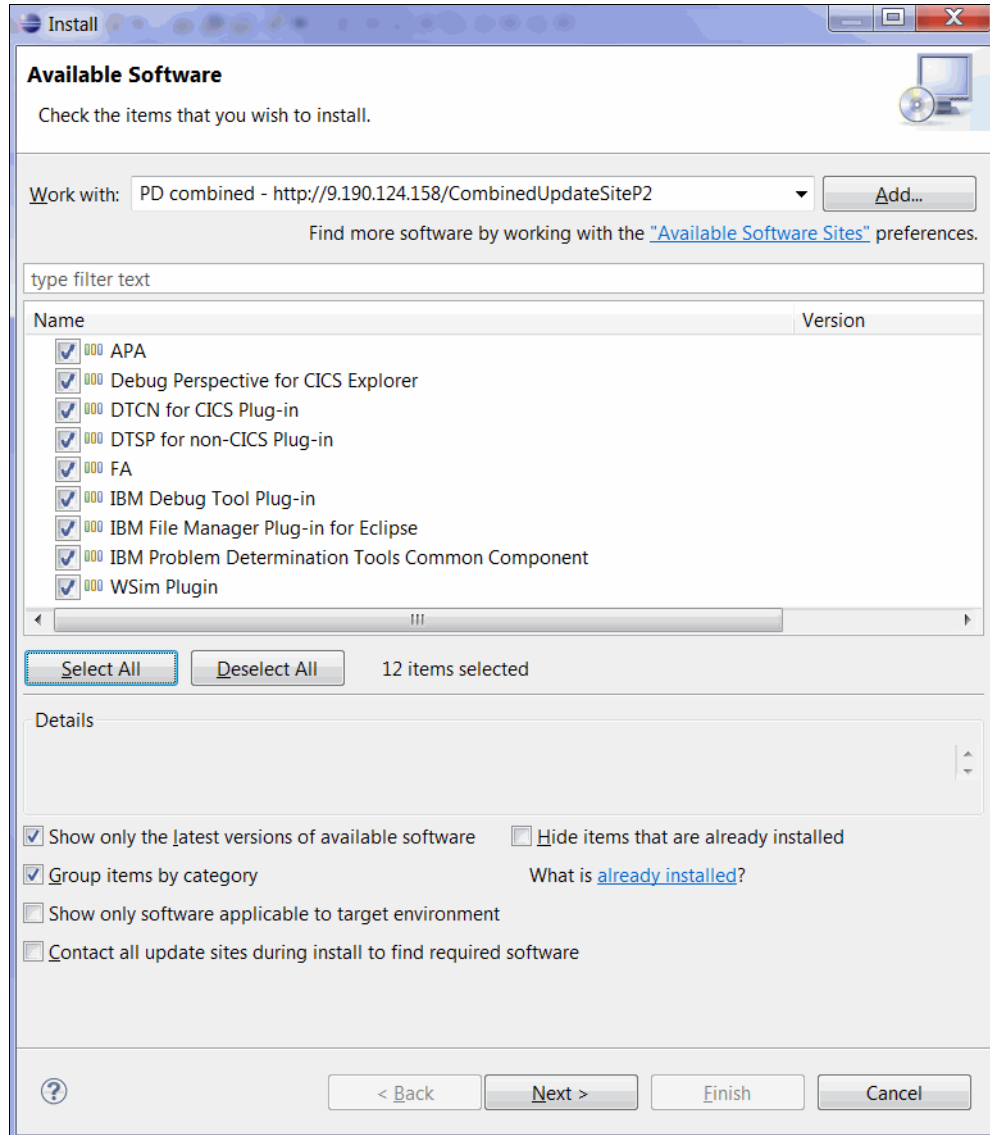 Install
Available Software
Check the items that you wish to install.
Work with: PD combined - http://9.190.124.158/CombinedUpdateSiteP2 Add...
Find more software by working with the "Available Software Sites" preferences.
type filter text
Name Version
APA
Debug Perspective for CICS Explorer
DTCN for CICS Plug-in
DTSP for non-CICS Plug-in
FA
IBM Debug Tool Plug-in
IBM File Manager Plug-in for Eclipse
IBM Problem Determination Tools Common Component
WSim Plugin
Select All Deselect All 12 items selected
Details
Show only the latest versions of available software Hide items that are already installed
Group items by category What is already installed?
Show only software applicable to target environment
Contact all update sites during install to find required software
? < Back Next > Finish Cancel